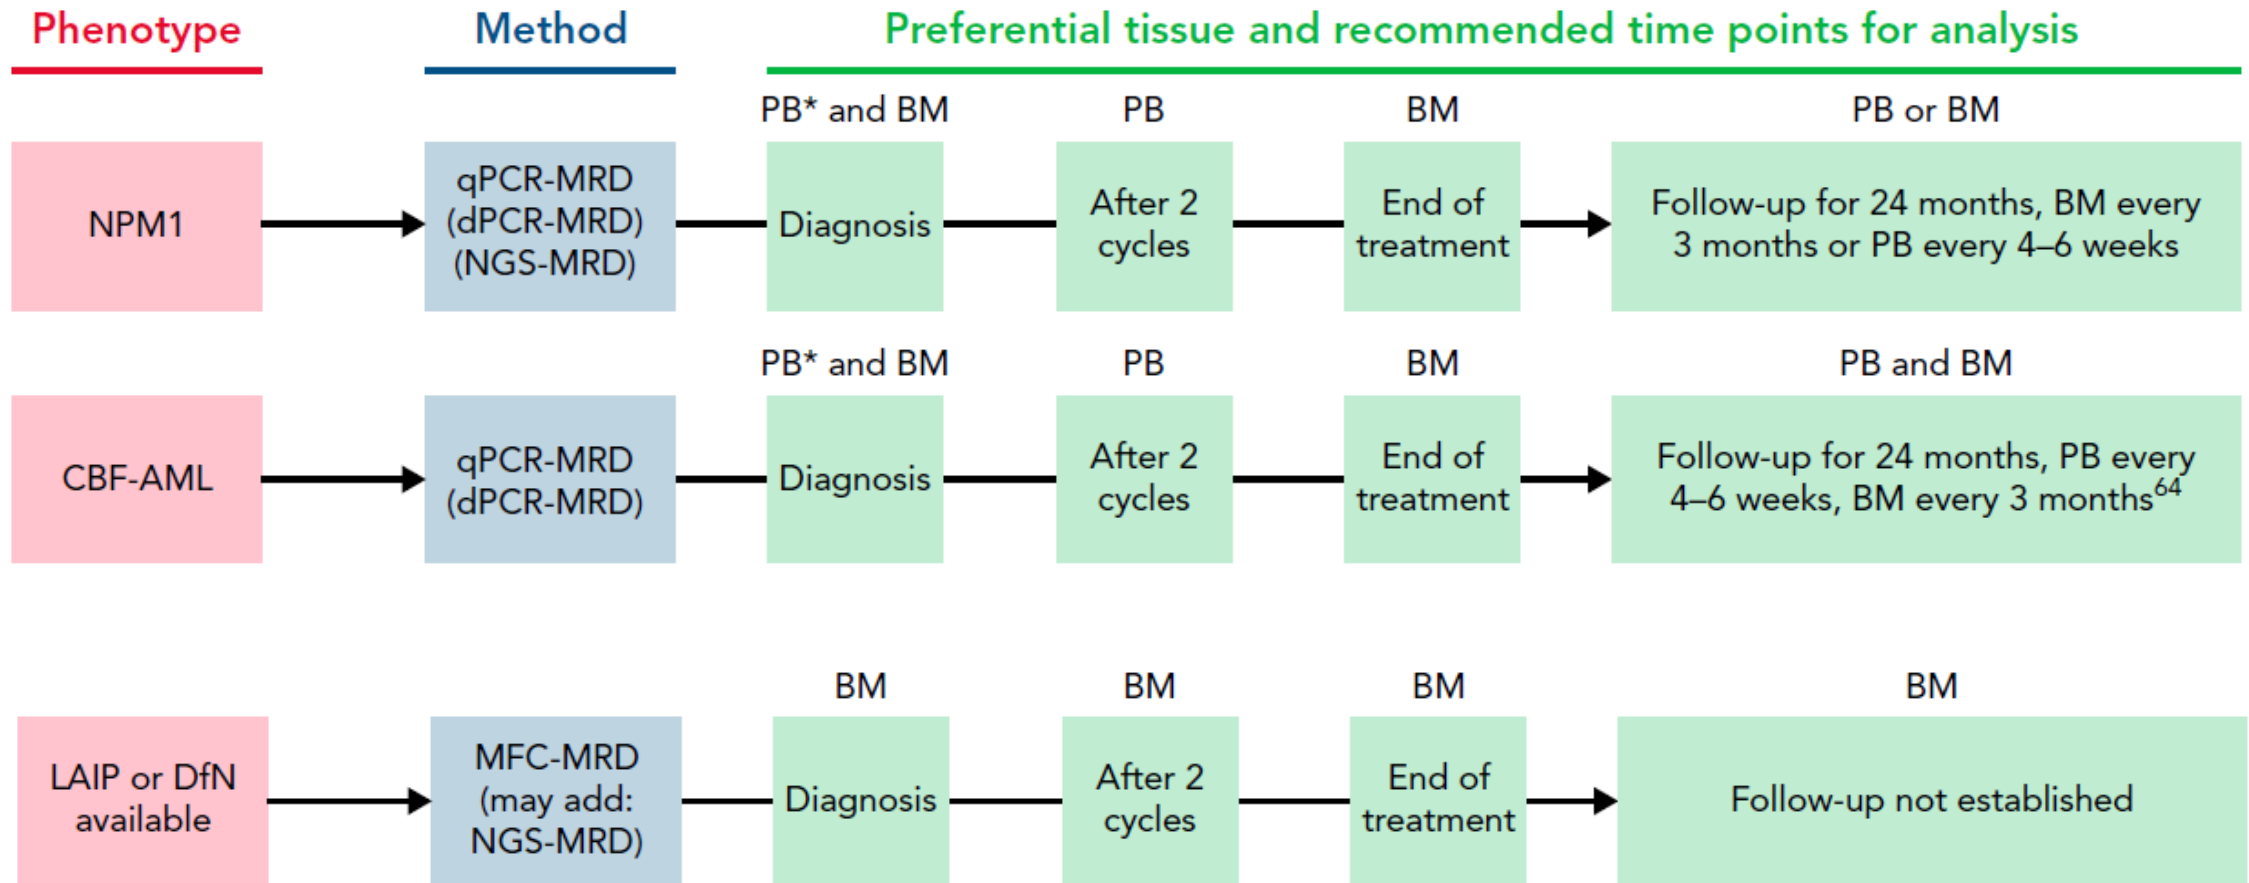 Phenotype
Method
Preferential tissue and recommended time points for analysis
PB* and BM
PB
BM
PB or BM
NPM1
qPCR-MRD
(dPCR-MRD)
(NGS-MRD)
Diagnosis
After 2
cycles
End of
treatment
Follow-up for 24 months, BM every
3 months or PB every 4–6 weeks
PB* and BM
PB
BM
PB and BM
CBF-AML
qPCR-MRD
(dPCR-MRD)
Diagnosis
After 2
cycles
End of
treatment
Follow-up for 24 months, PB every
4–6 weeks, BM every 3 months⁶⁴
BM
BM
BM
BM
LAIP or DfN
available
MFC-MRD
(may add:
NGS-MRD)
Diagnosis
After 2
cycles
End of
treatment
Follow-up not established